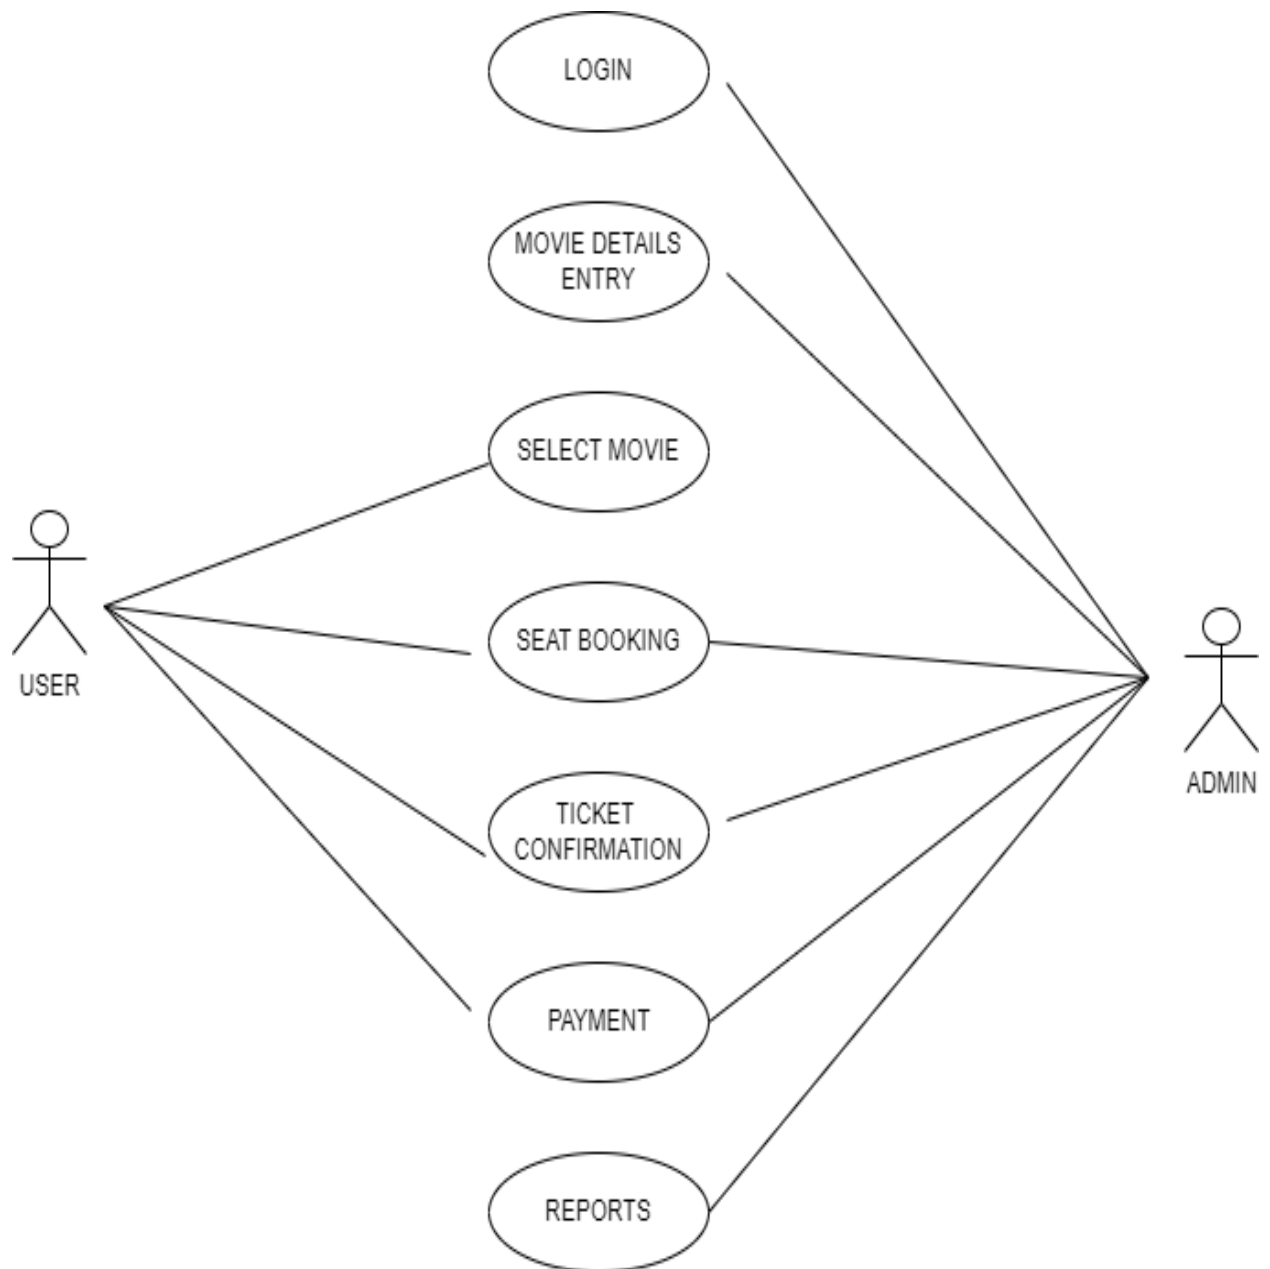 LOGIN
MOVIE DETAILS
ENTRY
SELECT MOVIE
SEAT BOOKING
USER
ADMIN
TICKET
CONFIRMATION
PAYMENT
REPORTS